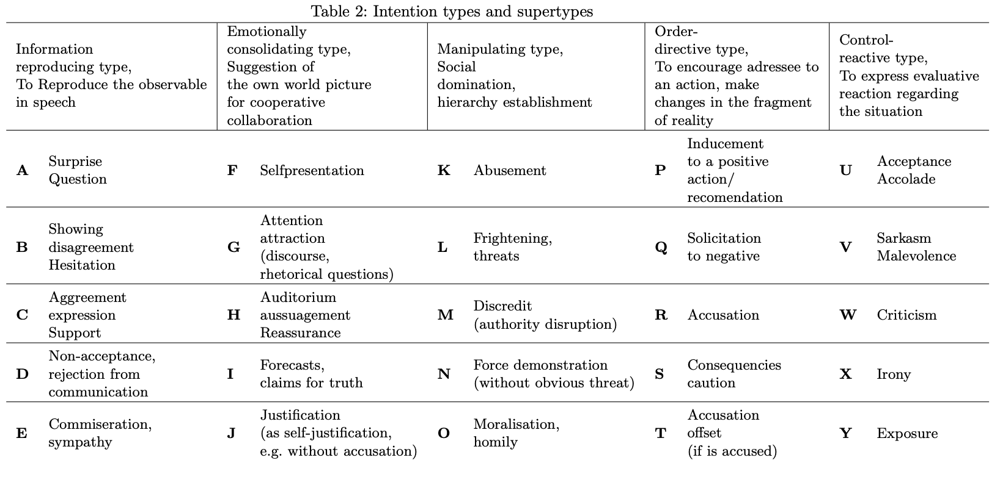 Table 2: Intention types and supertypes
Information
reproducing type,
To Reproduce the observable
in speech
Emotionally
consolidating type,
Suggestion of
the own world picture
for cooperative
collaboration
Manipulating type,
Social
domination,
hierarchy establishment
Order-
directive type,
To encourage adressee to
an action, make
changes in the fragment
of reality
Control-
reactive type,
To express evaluative
reaction regarding
the situation
A
Surprise
Question
F
Selfpresentation
K
Abusement
P
Inducement
to a positive
action/
recomendation
U
Acceptance
Accolade
B
Showing
disagreement
Hesitation
G
Attention
attraction
(discourse,
rhetorical questions)
L
Frightening,
threats
Q
Solicitation
to negative
V
Sarkasm
Malevolence
C
Aggreement
expression
Support
H
Auditorium
aussuagement
Reassurance
M
Discredit
(authority disruption)
R
Accusation
W
Criticism
D
Non-acceptance,
rejection from
communication
I
Forecasts,
claims for truth
N
Force demonstration
(without obvious threat)
S
Consequencies
caution
X
Irony
E
Commiseration,
sympathy
J
Justification
(as self-justification,
e.g. without accusation)
O
Moralisation,
homily
T
Accusation
offset
(if is accused)
Y
Exposure